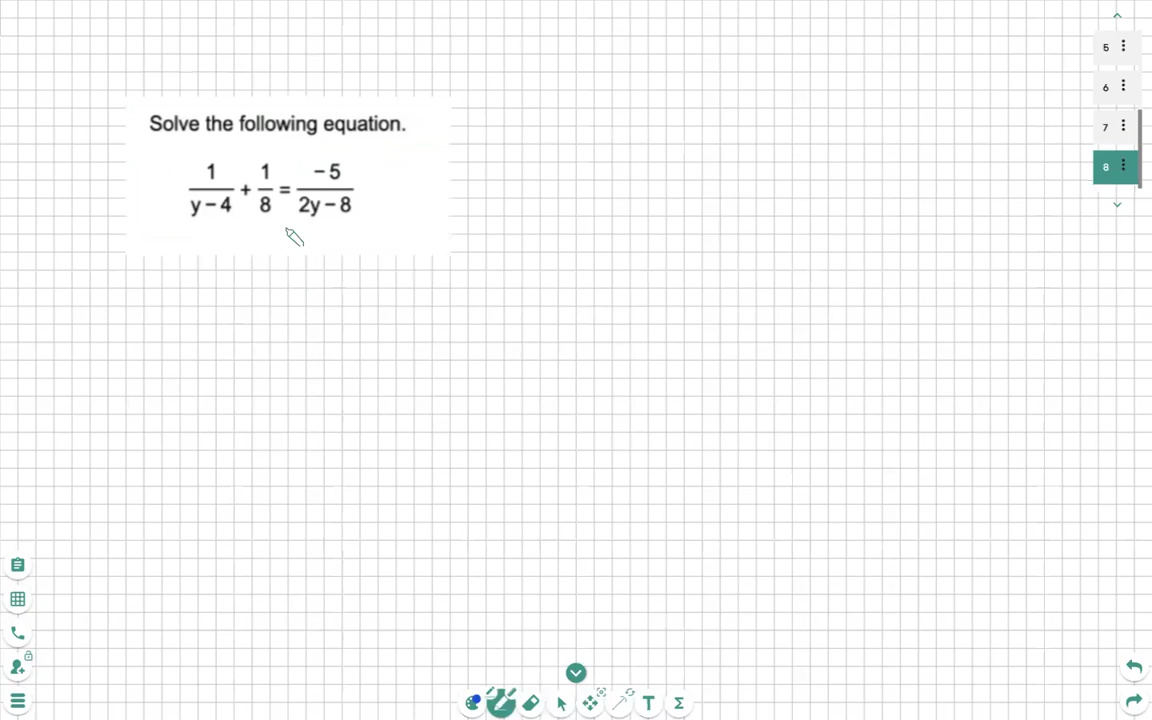 Solve the following equation.
1/(y − 4) + 1/8 = −5/(2y − 8)
5
6
7
8
T
Σ